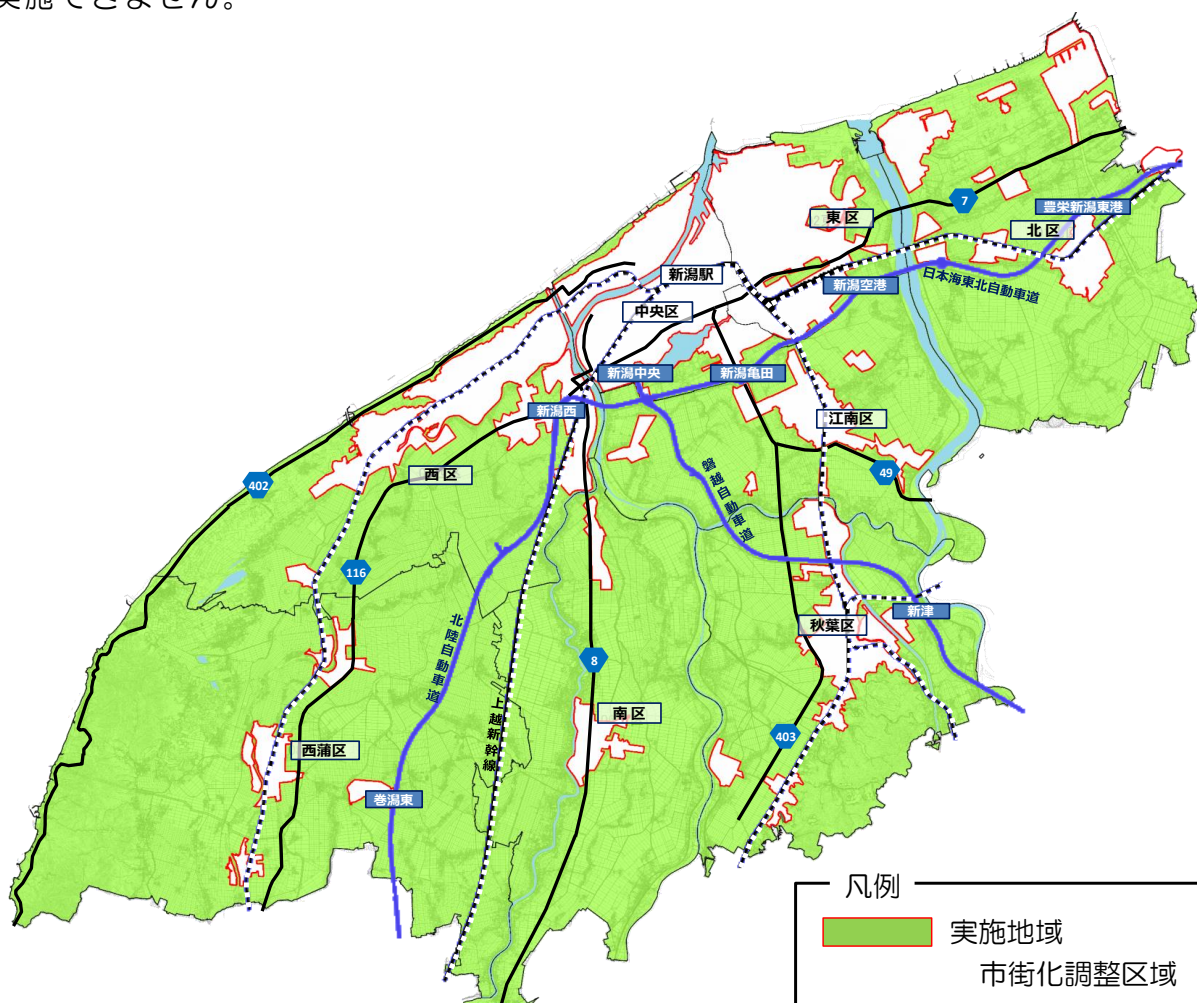 実施できません。
7
豊栄新潟東港
東区
北区
新潟駅
日本海東北自動車道
新潟空港
中央区
新潟中央
新潟亀田
新潟西
江南区
西区
49
402
磐越自動車道
116
新津
秋葉区
北陸自動車道
8
上越新幹線
南区
403
西蒲区
巻潟東
凡例
実施地域
市街化調整区域